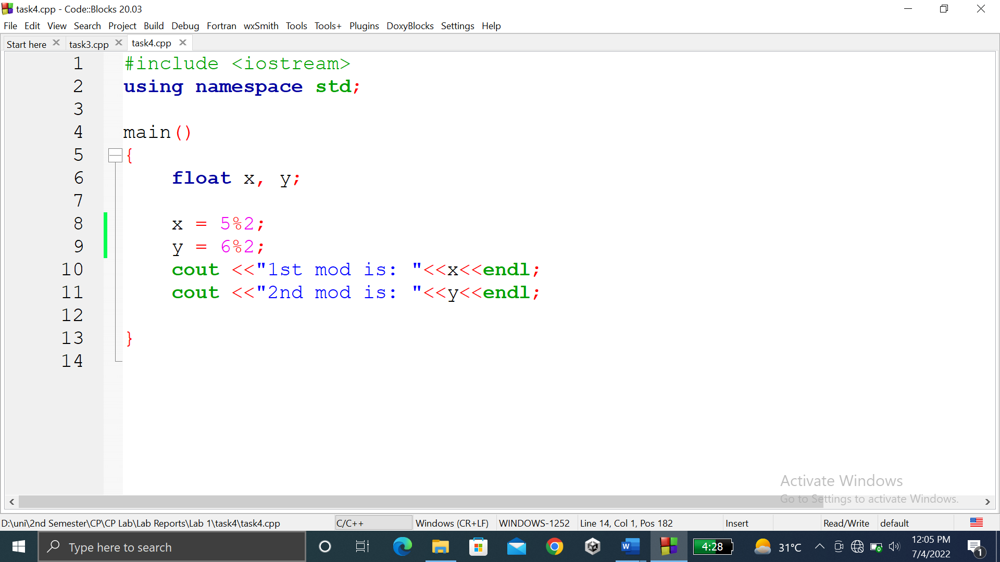 task4.cpp - Code::Blocks 20.03
File Edit View Search Project Build Debug Fortran wxSmith Tools Tools+ Plugins DoxyBlocks Settings Help
Start here task3.cpp task4.cpp
1 #include <iostream>
2 using namespace std;
3
4 main()
5 {
6 float x, y;
7
8 x = 5%2;
9 y = 6%2;
10 cout <<"1st mod is: "<<x<<endl;
11 cout <<"2nd mod is: "<<y<<endl;
12
13 }
14
Activate Windows
Go to Settings to activate Windows.
D:\uni\2nd Semester\CP\CP Lab\Lab Reports\Lab 1\task4\task4.cpp C/C++ Windows (CR+LF) WINDOWS-1252 Line 14, Col 1, Pos 182 Insert Read/Write default
Type here to search W 4:28 31°C 12:05 PM
7/4/2022 1